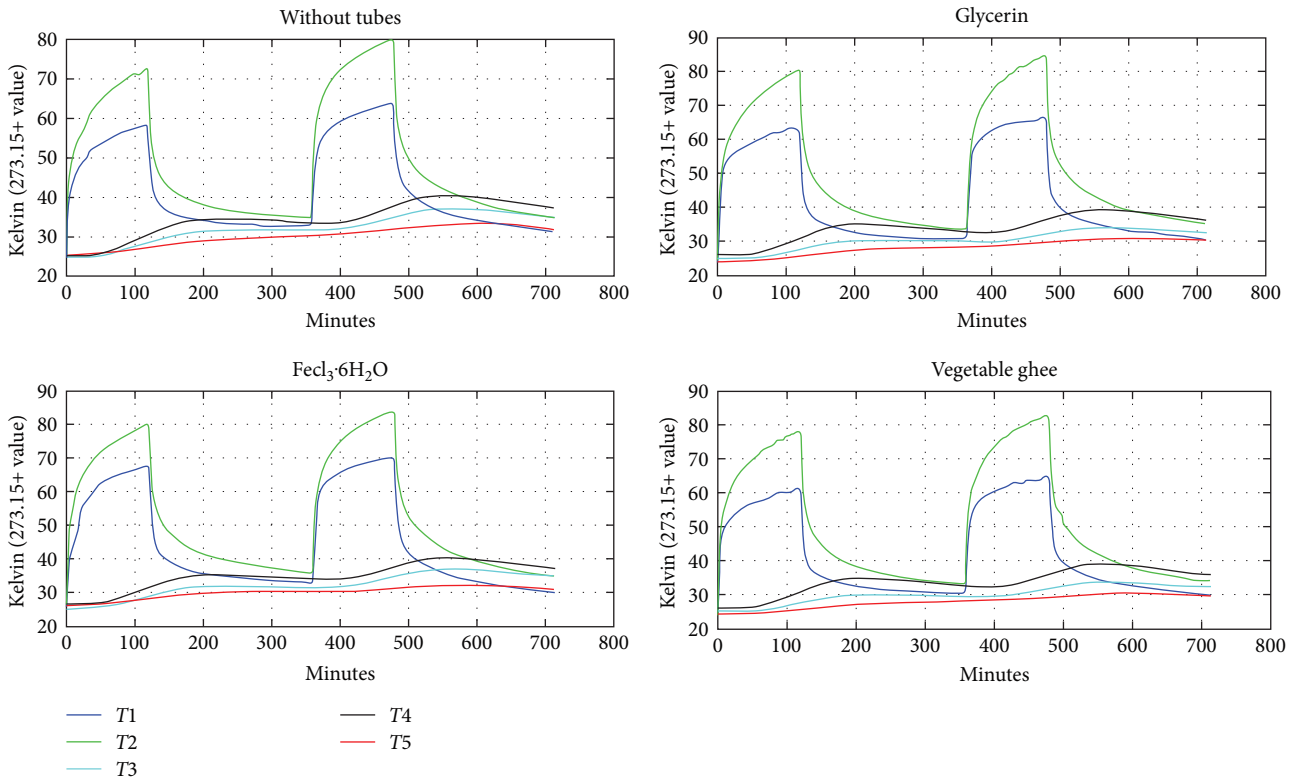 Without tubes
Kelvin (273.15+ value)
80
70
60
50
40
30
20
0 100 200 300 400 500 600 700 800
Minutes
Glycerin
Kelvin (273.15+ value)
90
80
70
60
50
40
30
20
0 100 200 300 400 500 600 700 800
Minutes
Fecl₃·6H₂O
Kelvin (273.15+ value)
90
80
70
60
50
40
30
20
0 100 200 300 400 500 600 700 800
Minutes
Vegetable ghee
Kelvin (273.15+ value)
90
80
70
60
50
40
30
20
0 100 200 300 400 500 600 700 800
Minutes
T1
T2
T3
T4
T5